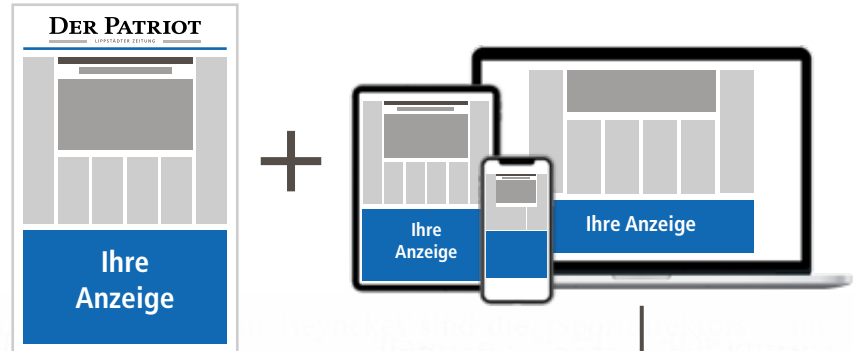 DER PATRIOT
LIPPSTÄDTER ZEITUNG
Ihre
Anzeige
Ihre
Anzeige
Ihre Anzeige